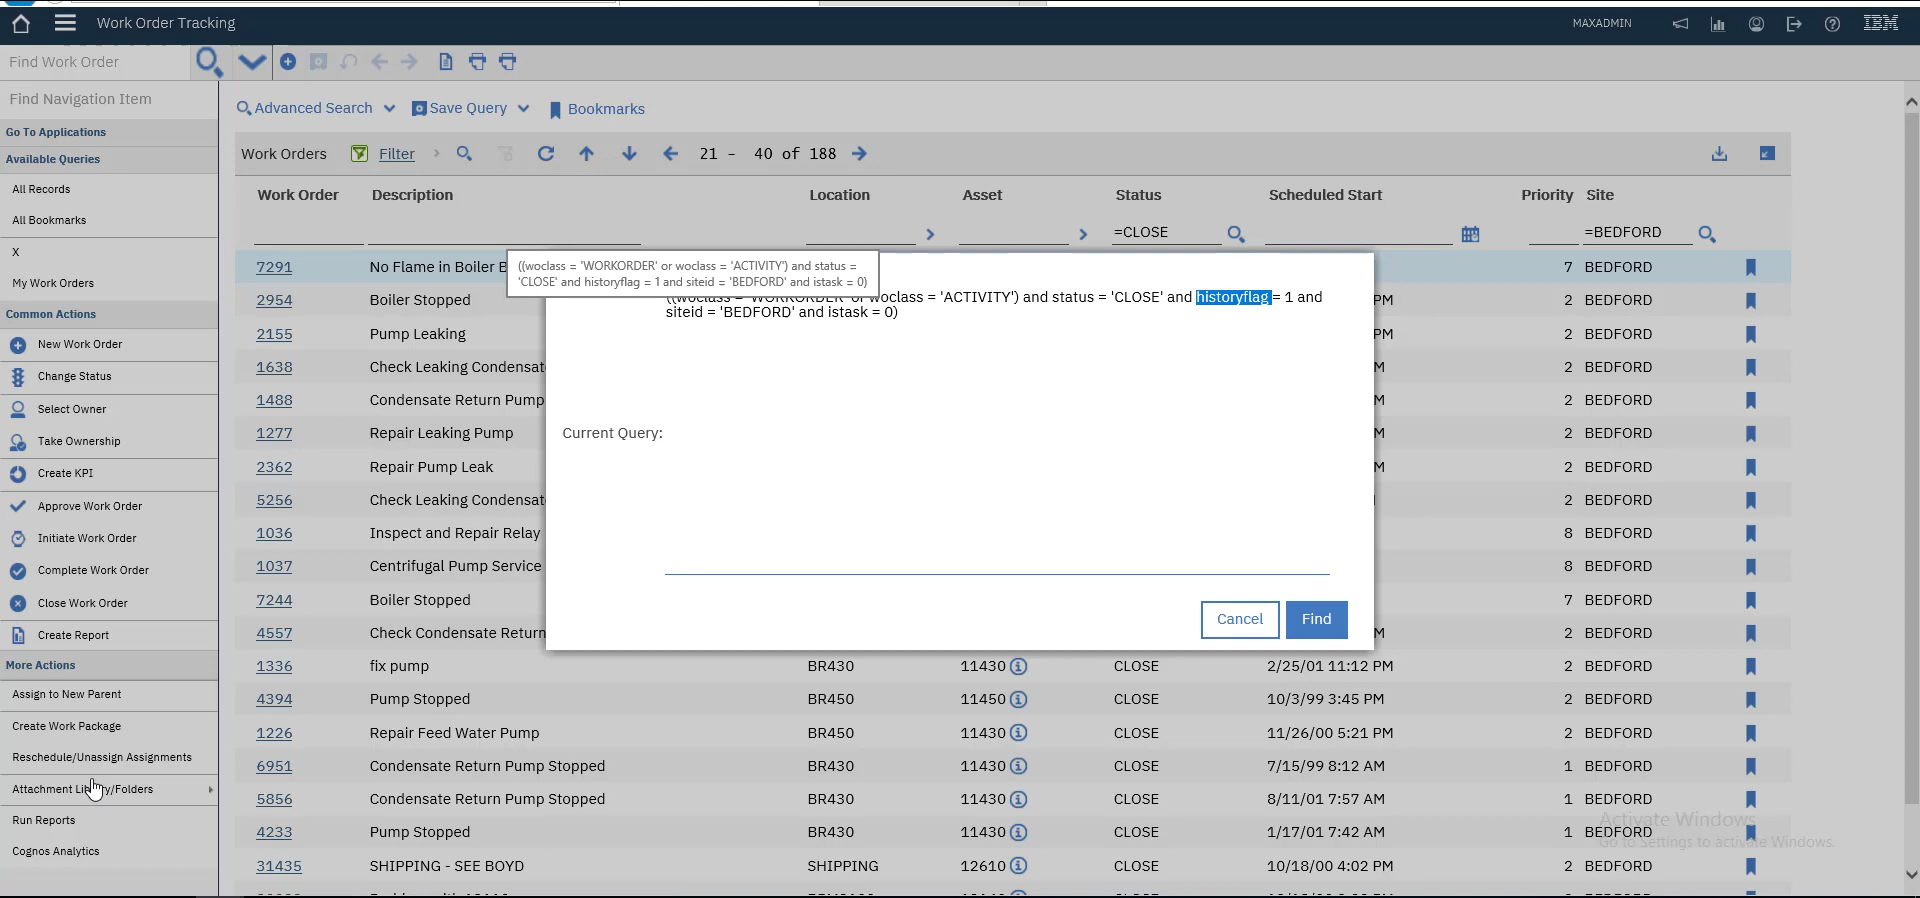 Work Order Tracking
MAXADMIN
IBM
Find Work Order
Find Navigation Item
Go To Applications
Available Queries
All Records
All Bookmarks
X
My Work Orders
Common Actions
New Work Order
Change Status
Select Owner
Take Ownership
Create KPI
Approve Work Order
Initiate Work Order
Complete Work Order
Close Work Order
Create Report
More Actions
Assign to New Parent
Create Work Package
Reschedule/Unassign Assignments
Attachment Library/Folders
Run Reports
Cognos Analytics
Advanced Search Save Query Bookmarks
Work Orders Filter 21 - 40 of 188
Work Order Description Location Asset Status Scheduled Start Priority Site
=CLOSE =BEDFORD
7291 No Flame in Boiler B 7 BEDFORD
2954 Boiler Stopped PM 2 BEDFORD
2155 Pump Leaking PM 2 BEDFORD
1638 Check Leaking Condensat M 2 BEDFORD
1488 Condensate Return Pump M 2 BEDFORD
1277 Repair Leaking Pump M 2 BEDFORD
2362 Repair Pump Leak M 2 BEDFORD
5256 Check Leaking Condensat 2 BEDFORD
1036 Inspect and Repair Relay 8 BEDFORD
1037 Centrifugal Pump Service 8 BEDFORD
7244 Boiler Stopped 7 BEDFORD
4557 Check Condensate Return M 2 BEDFORD
1336 fix pump BR430 11430 CLOSE 2/25/01 11:12 PM 2 BEDFORD
4394 Pump Stopped BR450 11450 CLOSE 10/3/99 3:45 PM 2 BEDFORD
1226 Repair Feed Water Pump BR450 11430 CLOSE 11/26/00 5:21 PM 2 BEDFORD
6951 Condensate Return Pump Stopped BR430 11430 CLOSE 7/15/99 8:12 AM 1 BEDFORD
5856 Condensate Return Pump Stopped BR430 11430 CLOSE 8/11/01 7:57 AM 1 BEDFORD
4233 Pump Stopped BR430 11430 CLOSE 1/17/01 7:42 AM 1 BEDFORD
31435 SHIPPING - SEE BOYD SHIPPING 12610 CLOSE 10/18/00 4:02 PM 2 BEDFORD
((woclass = 'WORKORDER' or woclass = 'ACTIVITY') and status =
'CLOSE' and historyflag = 1 and siteid = 'BEDFORD' and istask = 0)
((woclass = 'WORKORDER' or woclass = 'ACTIVITY') and status = 'CLOSE' and historyflag = 1 and
siteid = 'BEDFORD' and istask = 0)
Current Query:
Cancel Find
Activate Windows
Go to Settings to activate Windows.